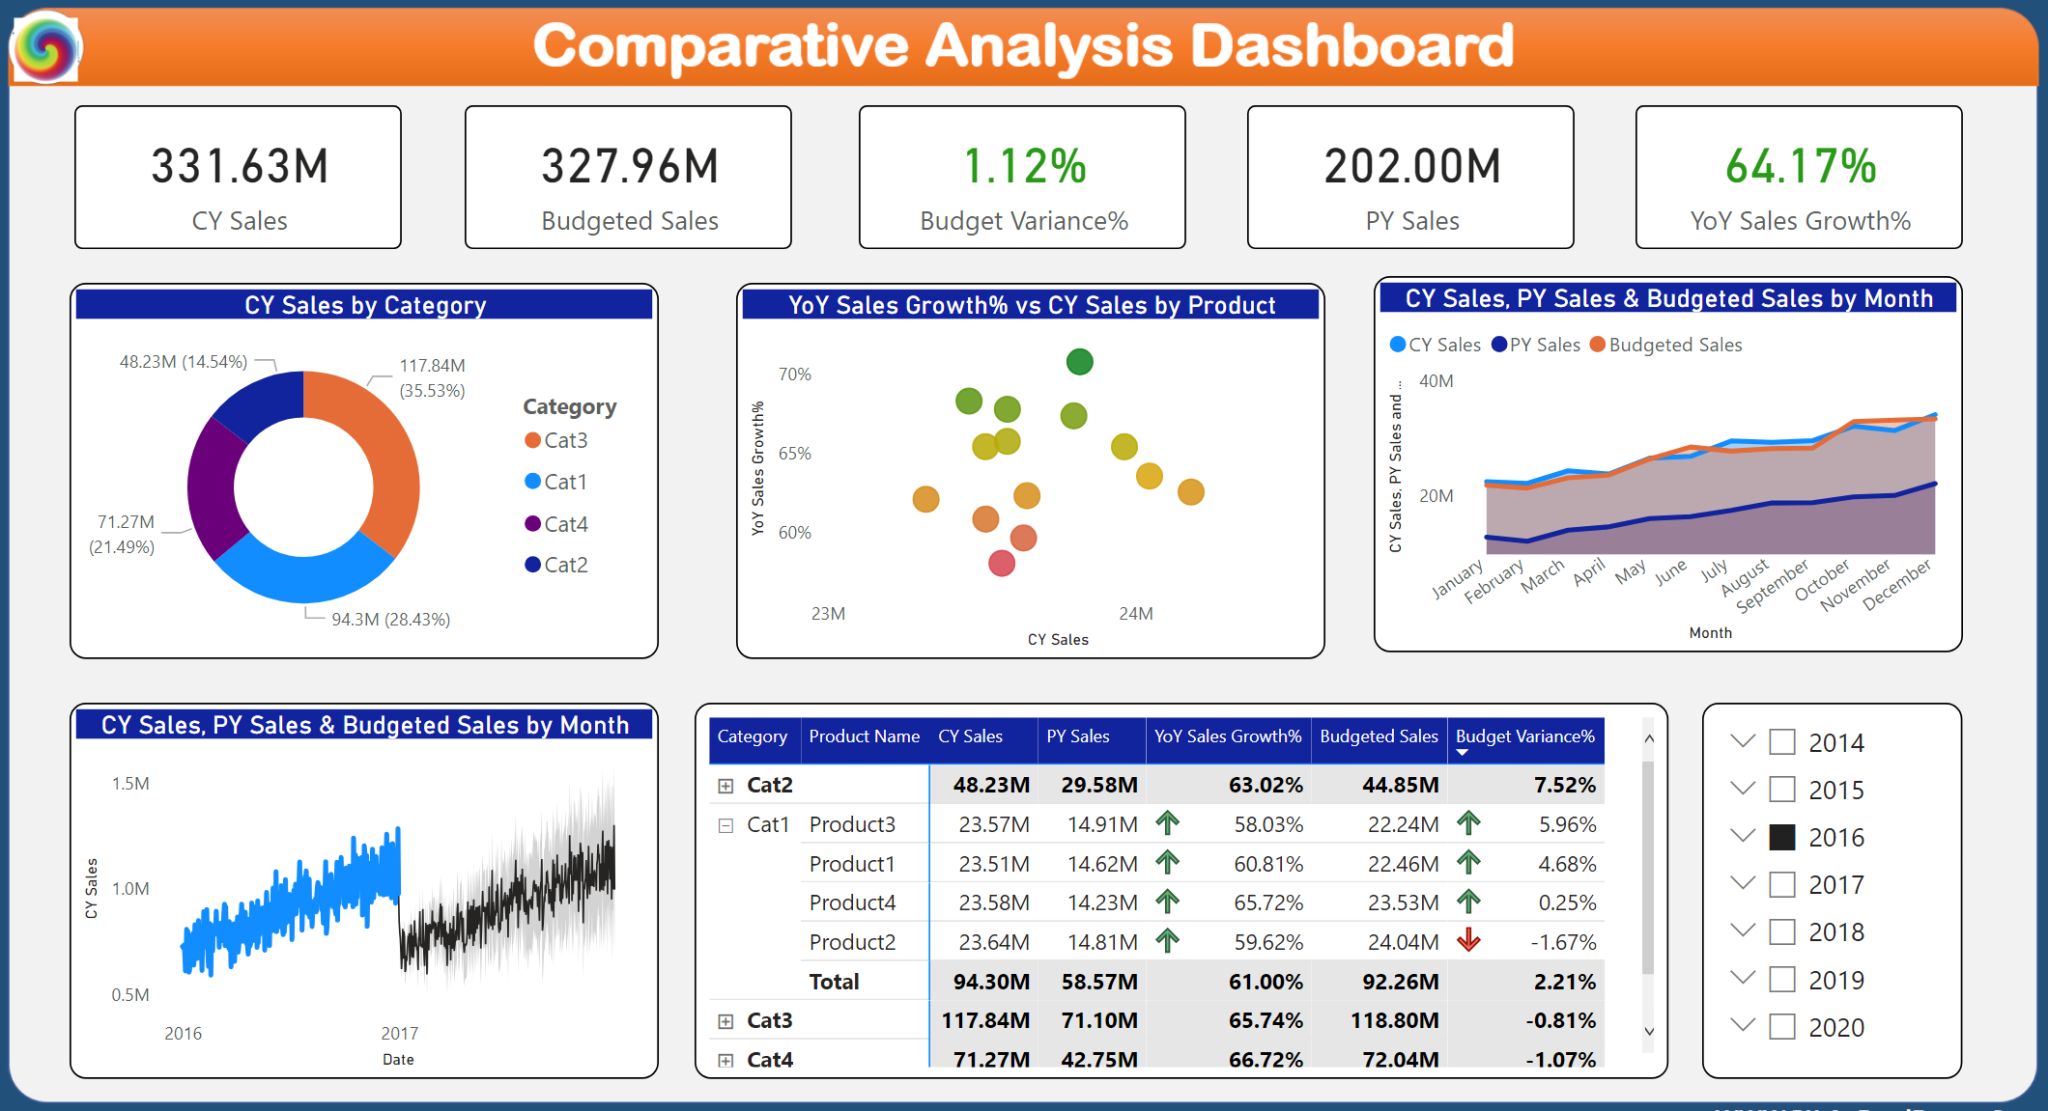 Comparative Analysis Dashboard
331.63M
CY Sales
327.96M
Budgeted Sales
1.12%
Budget Variance%
202.00M
PY Sales
64.17%
YoY Sales Growth%
CY Sales by Category
48.23M (14.54%)
117.84M
(35.53%)
71.27M
(21.49%)
94.3M (28.43%)
Category
Cat3
Cat1
Cat4
Cat2
YoY Sales Growth% vs CY Sales by Product
YoY Sales Growth%
70%
65%
60%
23M 24M
CY Sales
CY Sales, PY Sales & Budgeted Sales by Month
CY Sales PY Sales Budgeted Sales
CY Sales, PY Sales and ...
40M
20M
January February March April May June July August September October November December
Month
CY Sales, PY Sales & Budgeted Sales by Month
CY Sales
1.5M
1.0M
0.5M
2016 2017
Date
Category Product Name CY Sales PY Sales YoY Sales Growth% Budgeted Sales Budget Variance%
Cat2 48.23M 29.58M 63.02% 44.85M 7.52%
Cat1 Product3 23.57M 14.91M 58.03% 22.24M 5.96%
Product1 23.51M 14.62M 60.81% 22.46M 4.68%
Product4 23.58M 14.23M 65.72% 23.53M 0.25%
Product2 23.64M 14.81M 59.62% 24.04M -1.67%
Total 94.30M 58.57M 61.00% 92.26M 2.21%
Cat3 117.84M 71.10M 65.74% 118.80M -0.81%
Cat4 71.27M 42.75M 66.72% 72.04M -1.07%
2014
2015
2016
2017
2018
2019
2020